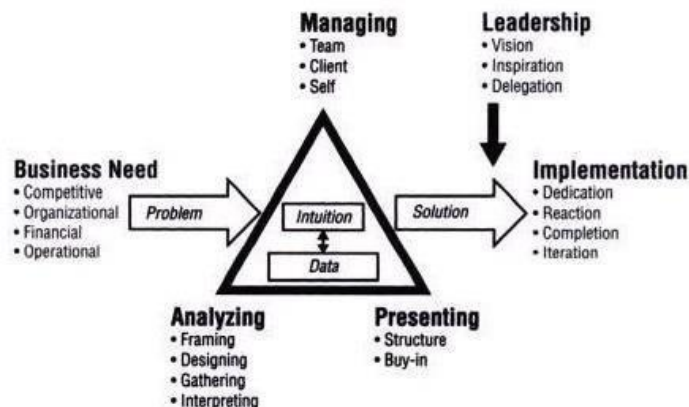 Managing
• Team
• Client
• Self
Leadership
• Vision
• Inspiration
• Delegation
Business Need
• Competitive
• Organizational
• Financial
• Operational
Problem
Intuition
Data
Solution
Implementation
• Dedication
• Reaction
• Completion
• Iteration
Analyzing
• Framing
• Designing
• Gathering
• Interpreting
Presenting
• Structure
• Buy-in